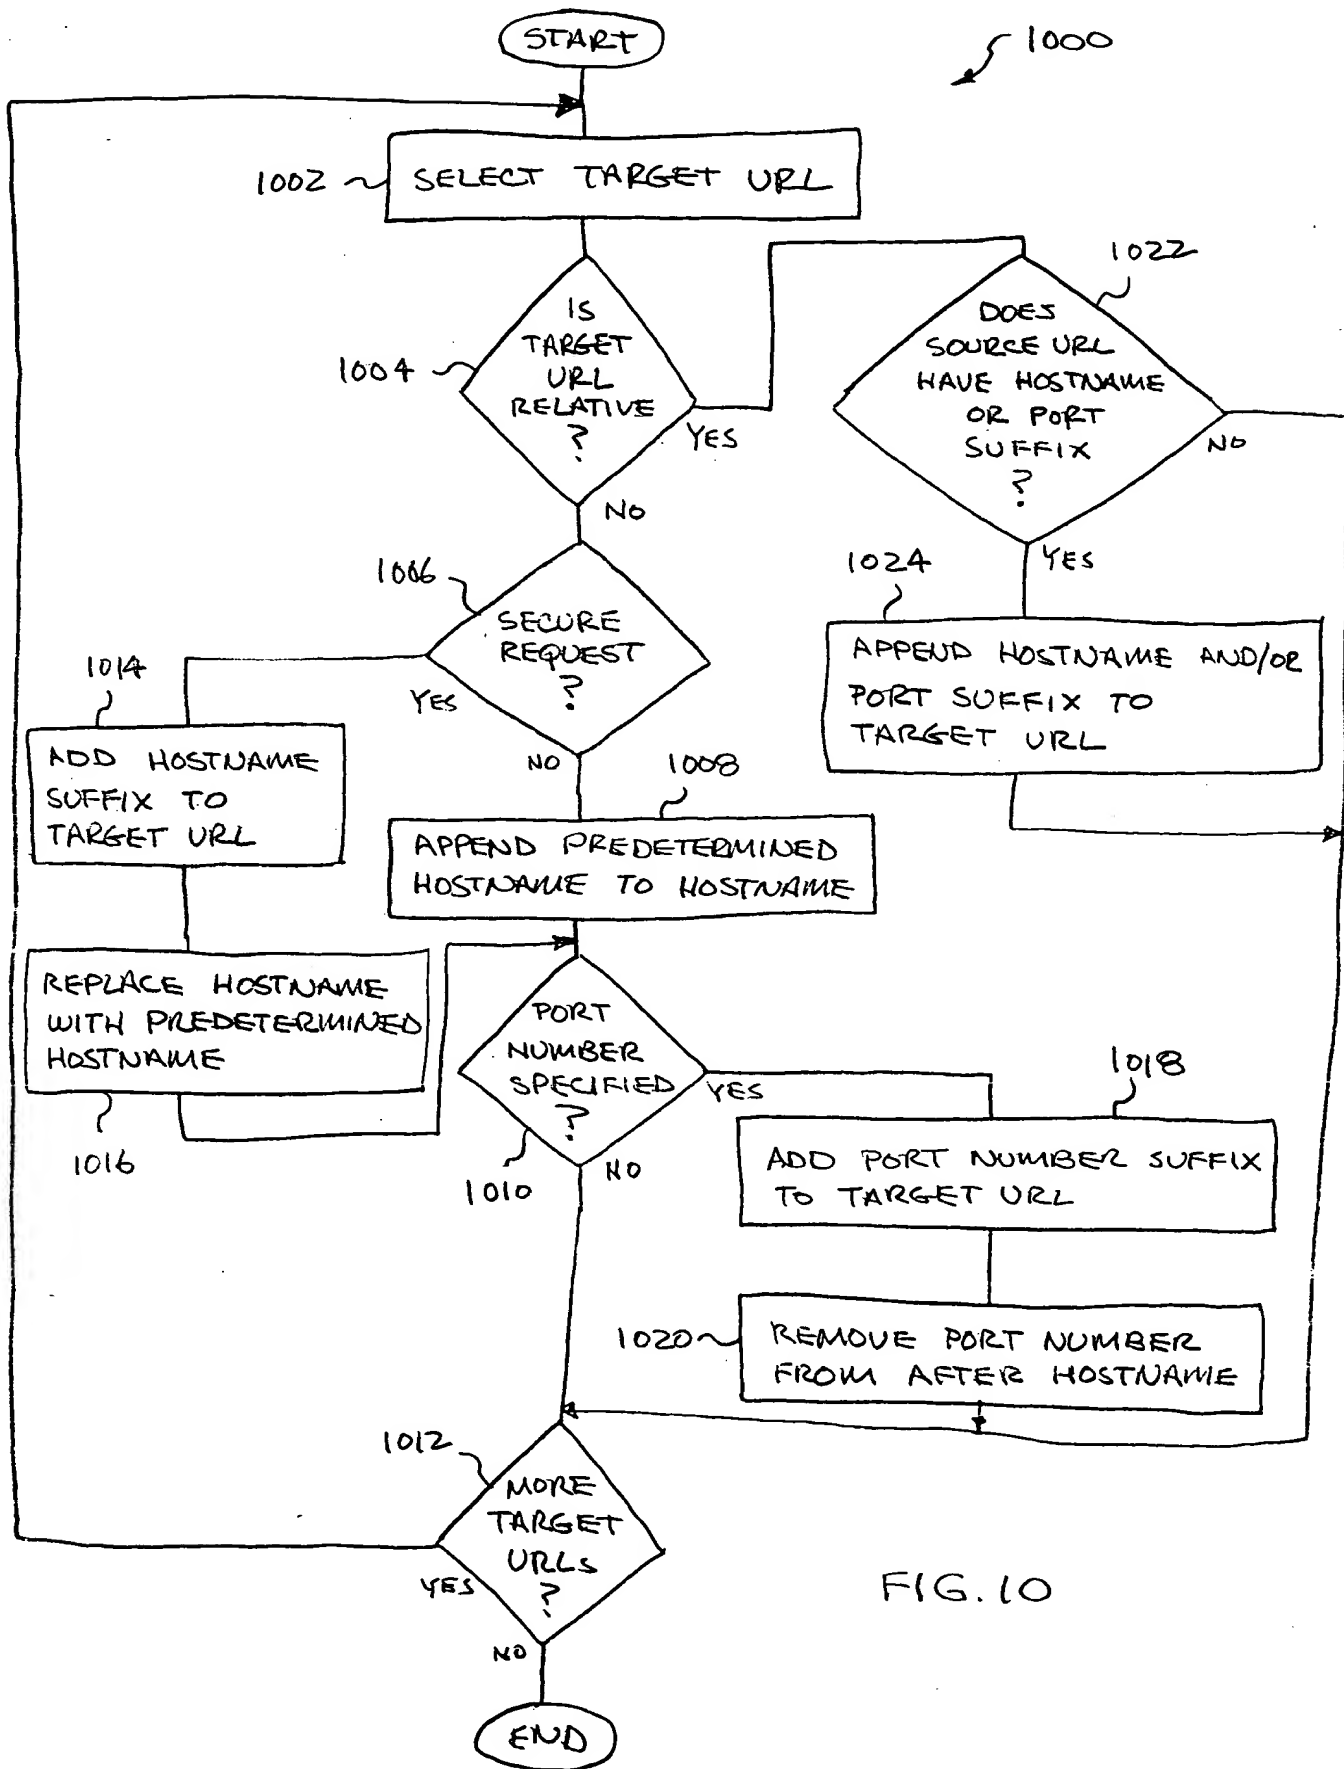 START
1000
1002
SELECT TARGET URL
1004
IS
TARGET
URL
RELATIVE
?
YES
NO
1022
DOES
SOURCE URL
HAVE HOSTNAME
OR PORT
SUFFIX
?
NO
YES
1024
APPEND HOSTNAME AND/OR
PORT SUFFIX TO
TARGET URL
1006
SECURE
REQUEST
?
YES
NO
1014
ADD HOSTNAME
SUFFIX TO
TARGET URL
1008
APPEND PREDETERMINED
HOSTNAME TO HOSTNAME
REPLACE HOSTNAME
WITH PREDETERMINED
HOSTNAME
1016
PORT
NUMBER
SPECIFIED
?
YES
NO
1010
1018
ADD PORT NUMBER SUFFIX
TO TARGET URL
1020
REMOVE PORT NUMBER
FROM AFTER HOSTNAME
1012
MORE
TARGET
URLS
?
YES
NO
END
FIG. 10